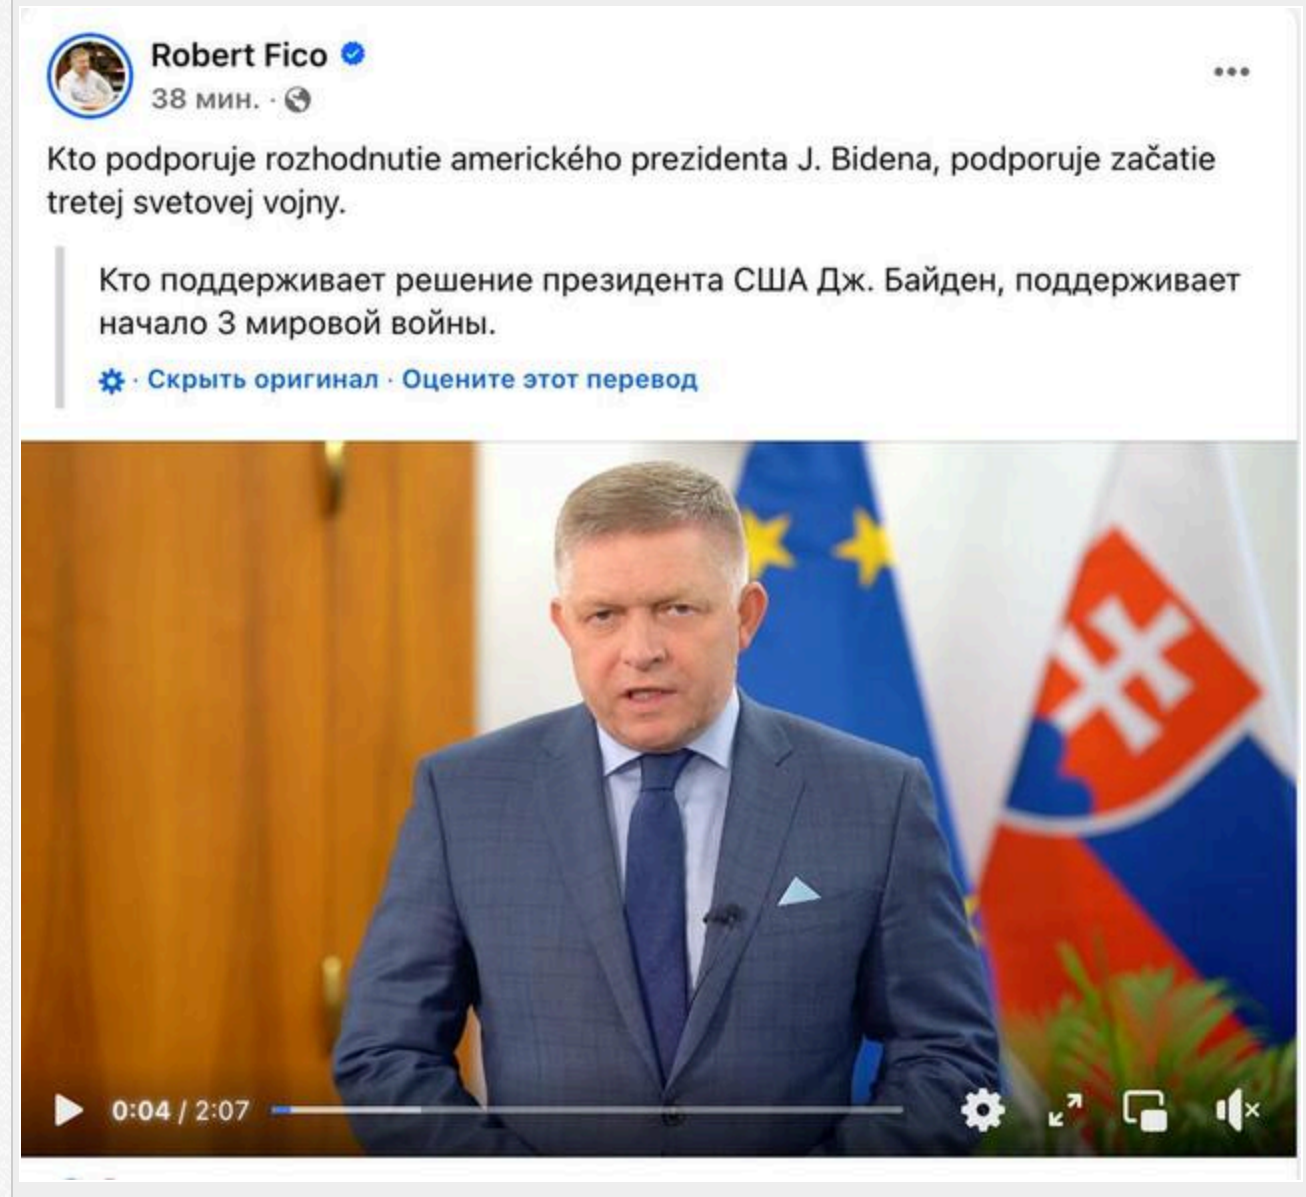 Robert Fico
38 мин. ·
Kto podporuje rozhodnutie amerického prezidenta J. Bidena, podporuje začatie
tretej svetovej vojny.
Кто поддерживает решение президента США Дж. Байден, поддерживает
начало 3 мировой войны.
· Скрыть оригинал · Оцените этот перевод
0:04 / 2:07